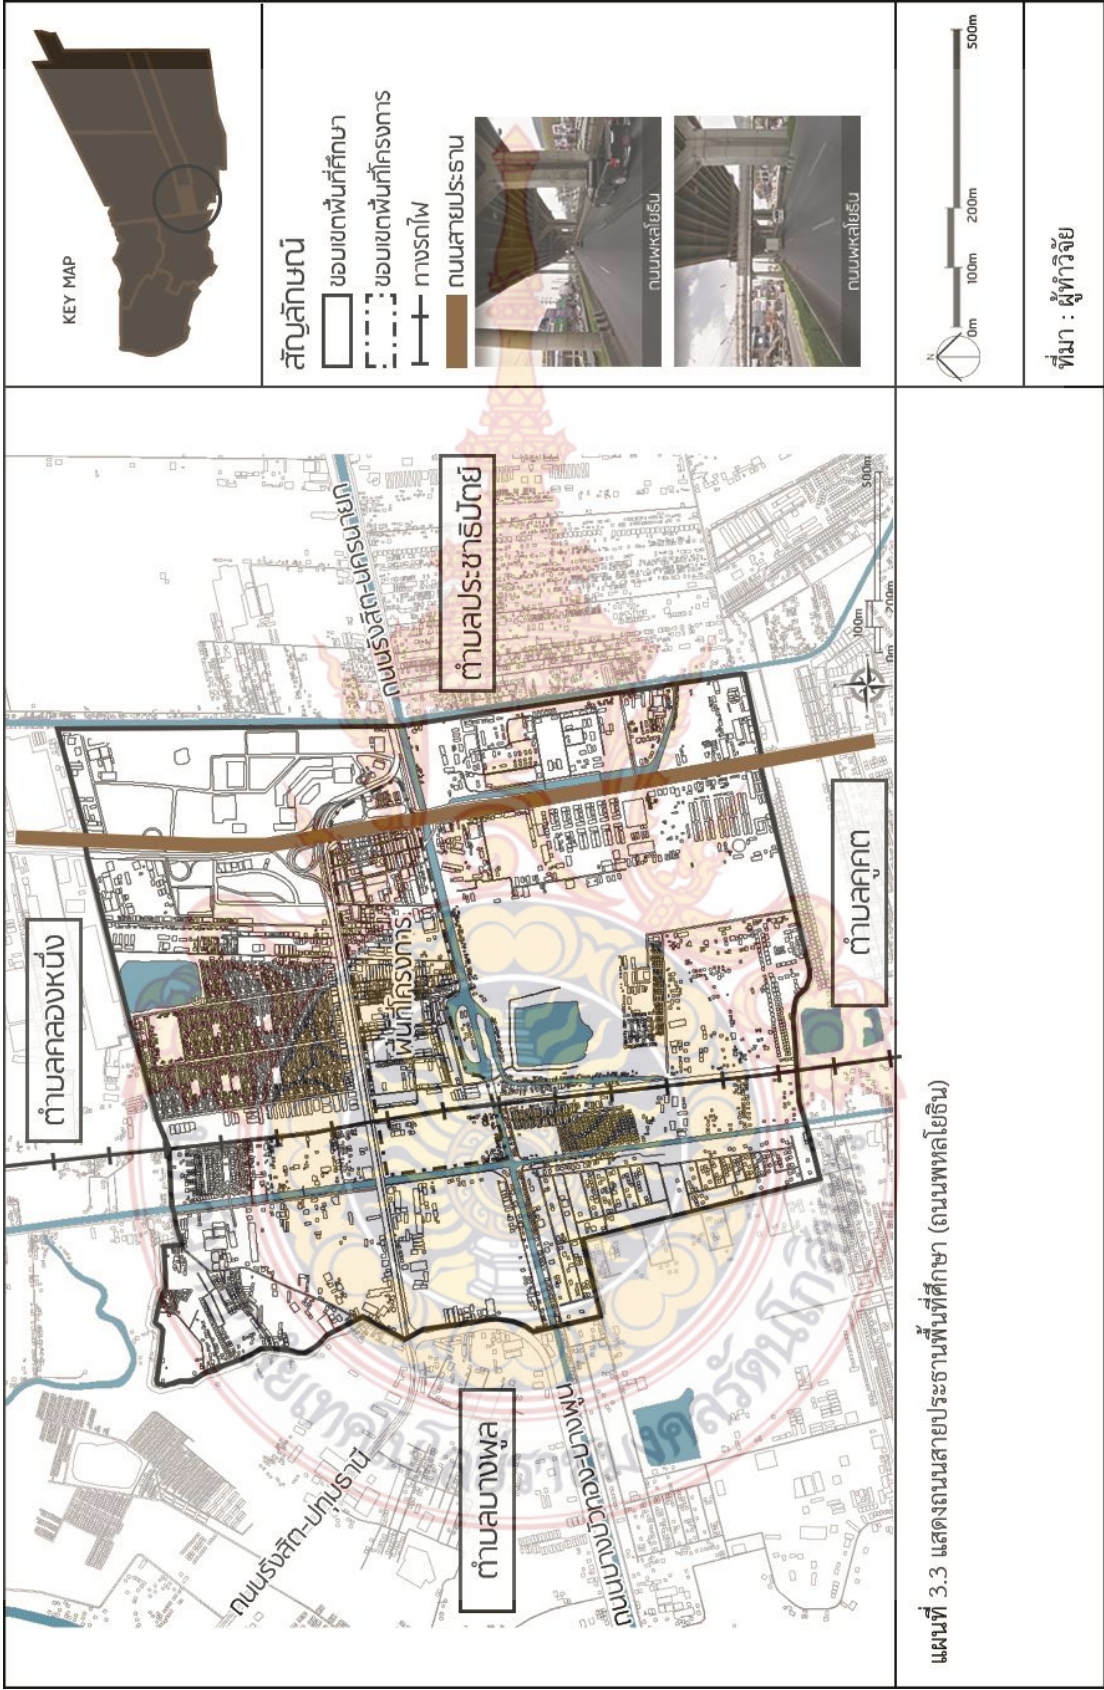 ตำบลคลองหนึ่ง
ถนนรังสิต-นครนายก
ตำบลประชาธิปัตย์
พื้นที่โครงการ
ถนนรังสิต-ปทุมธานี
ตำบลบางพูล
ตำบลคูคต
0m
100m
200m
500m
KEY MAP
สัญลักษณ์
ขอบเขตพื้นที่ศึกษา
ขอบเขตพื้นที่โครงการ
ทางรถไฟ
ถนนสายประธาน
ถนนพหลโยธิน
ถนนพหลโยธิน
N
0m 100m 200m 500m
แผนที่ 3.3 แสดงถนนสายประธานพื้นที่ศึกษา (ถนนพหลโยธิน)
ที่มา : ผู้ทำวิจัย